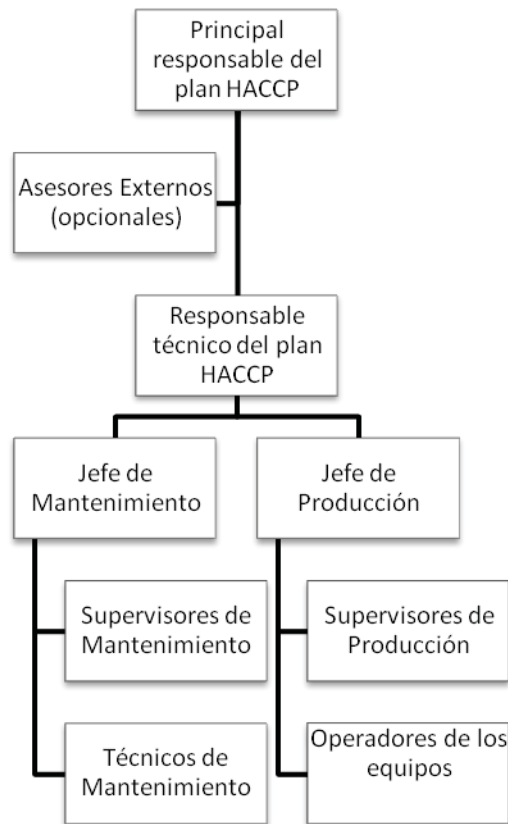 Principal
responsable del
plan HACCP
Asesores Externos
(opcionales)
Responsable
técnico del plan
HACCP
Jefe de
Mantenimiento
Jefe de
Producción
Supervisores de
Mantenimiento
Supervisores de
Producción
Técnicos de
Mantenimiento
Operadores de los
equipos